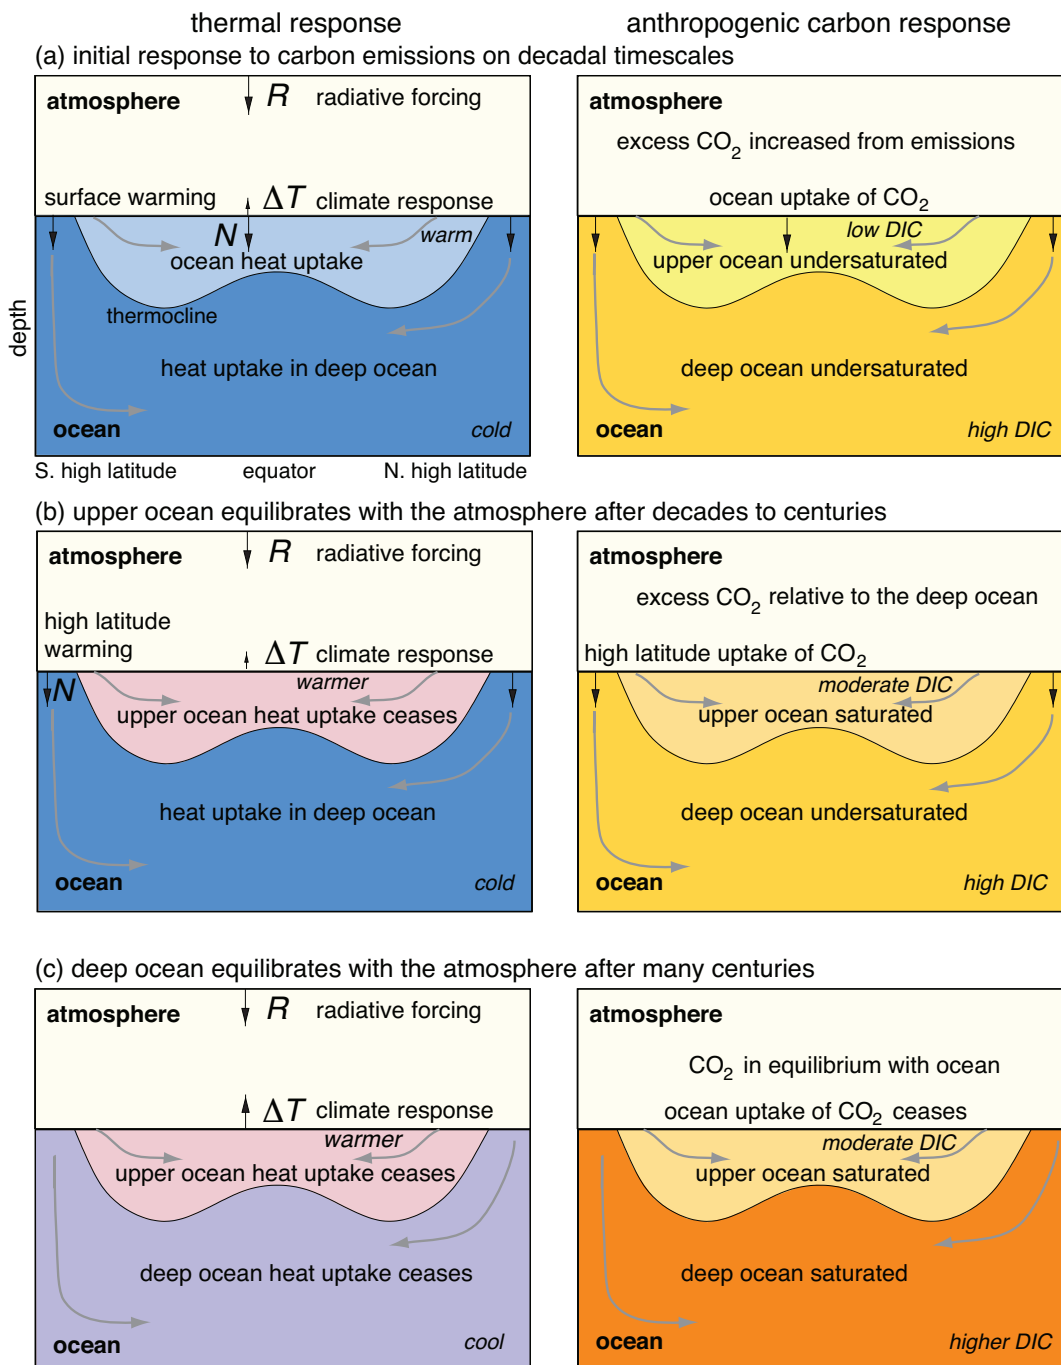 thermal response
anthropogenic carbon response
(a) initial response to carbon emissions on decadal timescales
atmosphere
R radiative forcing
surface warming
ΔT climate response
N
warm
ocean heat uptake
thermocline
depth
heat uptake in deep ocean
ocean
cold
S. high latitude equator N. high latitude
atmosphere
excess CO2 increased from emissions
ocean uptake of CO2
low DIC
upper ocean undersaturated
deep ocean undersaturated
ocean
high DIC
(b) upper ocean equilibrates with the atmosphere after decades to centuries
atmosphere
R radiative forcing
high latitude
warming
ΔT climate response
N
warmer
upper ocean heat uptake ceases
heat uptake in deep ocean
ocean
cold
atmosphere
excess CO2 relative to the deep ocean
high latitude uptake of CO2
moderate DIC
upper ocean saturated
deep ocean undersaturated
ocean
high DIC
(c) deep ocean equilibrates with the atmosphere after many centuries
atmosphere
R radiative forcing
ΔT climate response
warmer
upper ocean heat uptake ceases
deep ocean heat uptake ceases
ocean
cool
atmosphere
CO2 in equilibrium with ocean
ocean uptake of CO2 ceases
moderate DIC
upper ocean saturated
deep ocean saturated
ocean
higher DIC